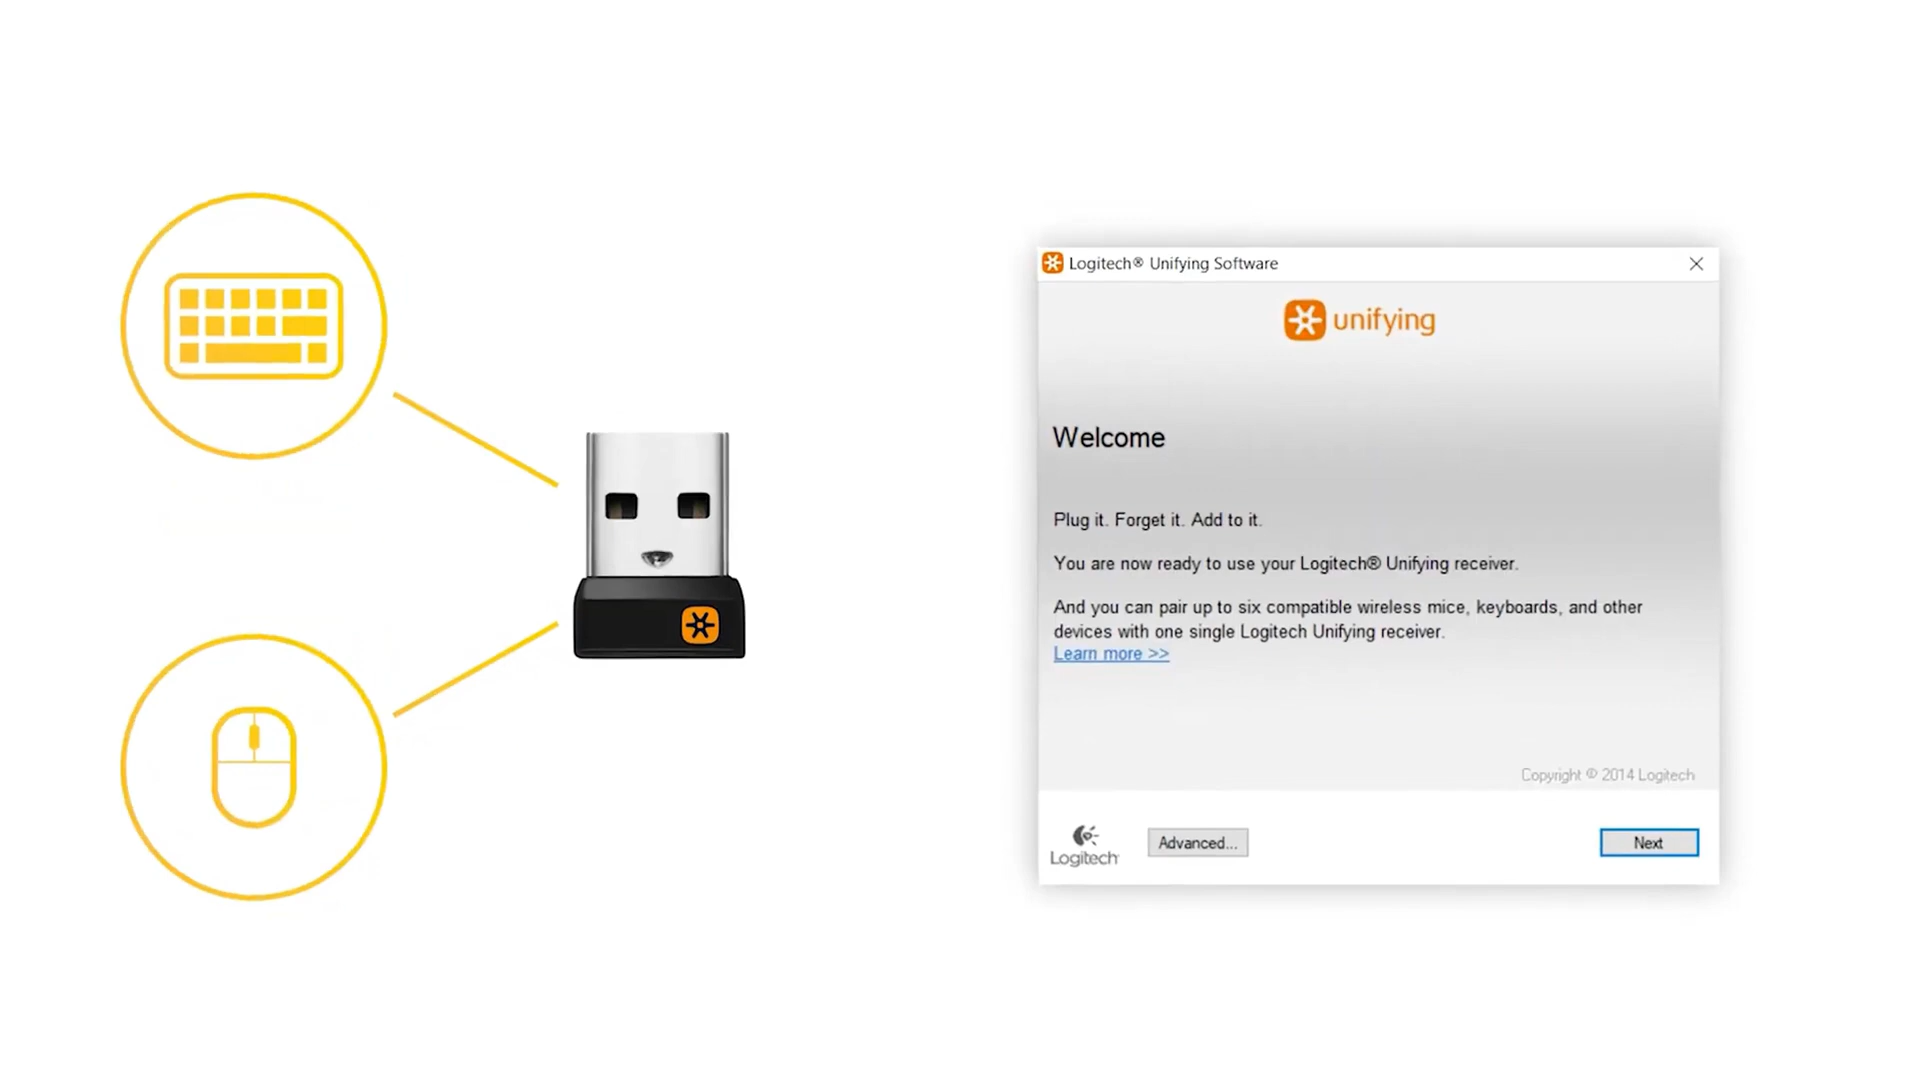 Logitech® Unifying Software
unifying
Welcome
Plug it. Forget it. Add to it.
You are now ready to use your Logitech® Unifying receiver.
And you can pair up to six compatible wireless mice, keyboards, and other
devices with one single Logitech Unifying receiver.
Learn more >>
Copyright © 2014 Logitech
Logitech
Advanced...
Next